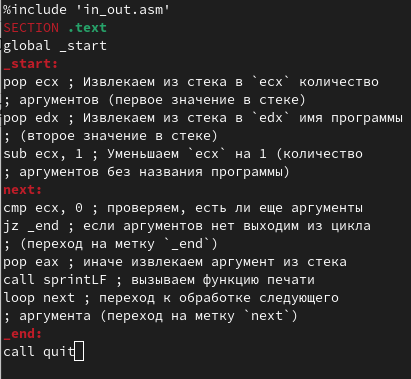 %include 'in_out.asm'
SECTION .text
global _start
_start:
pop ecx ; Извлекаем из стека в `ecx` количество
; аргументов (первое значение в стеке)
pop edx ; Извлекаем из стека в `edx` имя программы
; (второе значение в стеке)
sub ecx, 1 ; Уменьшаем `ecx` на 1 (количество
; аргументов без названия программы)
next:
cmp ecx, 0 ; проверяем, есть ли еще аргументы
jz _end ; если аргументов нет выходим из цикла
; (переход на метку `_end`)
pop eax ; иначе извлекаем аргумент из стека
call sprintLF ; вызываем функцию печати
loop next ; переход к обработке следующего
; аргумента (переход на метку `next`)
_end:
call quit